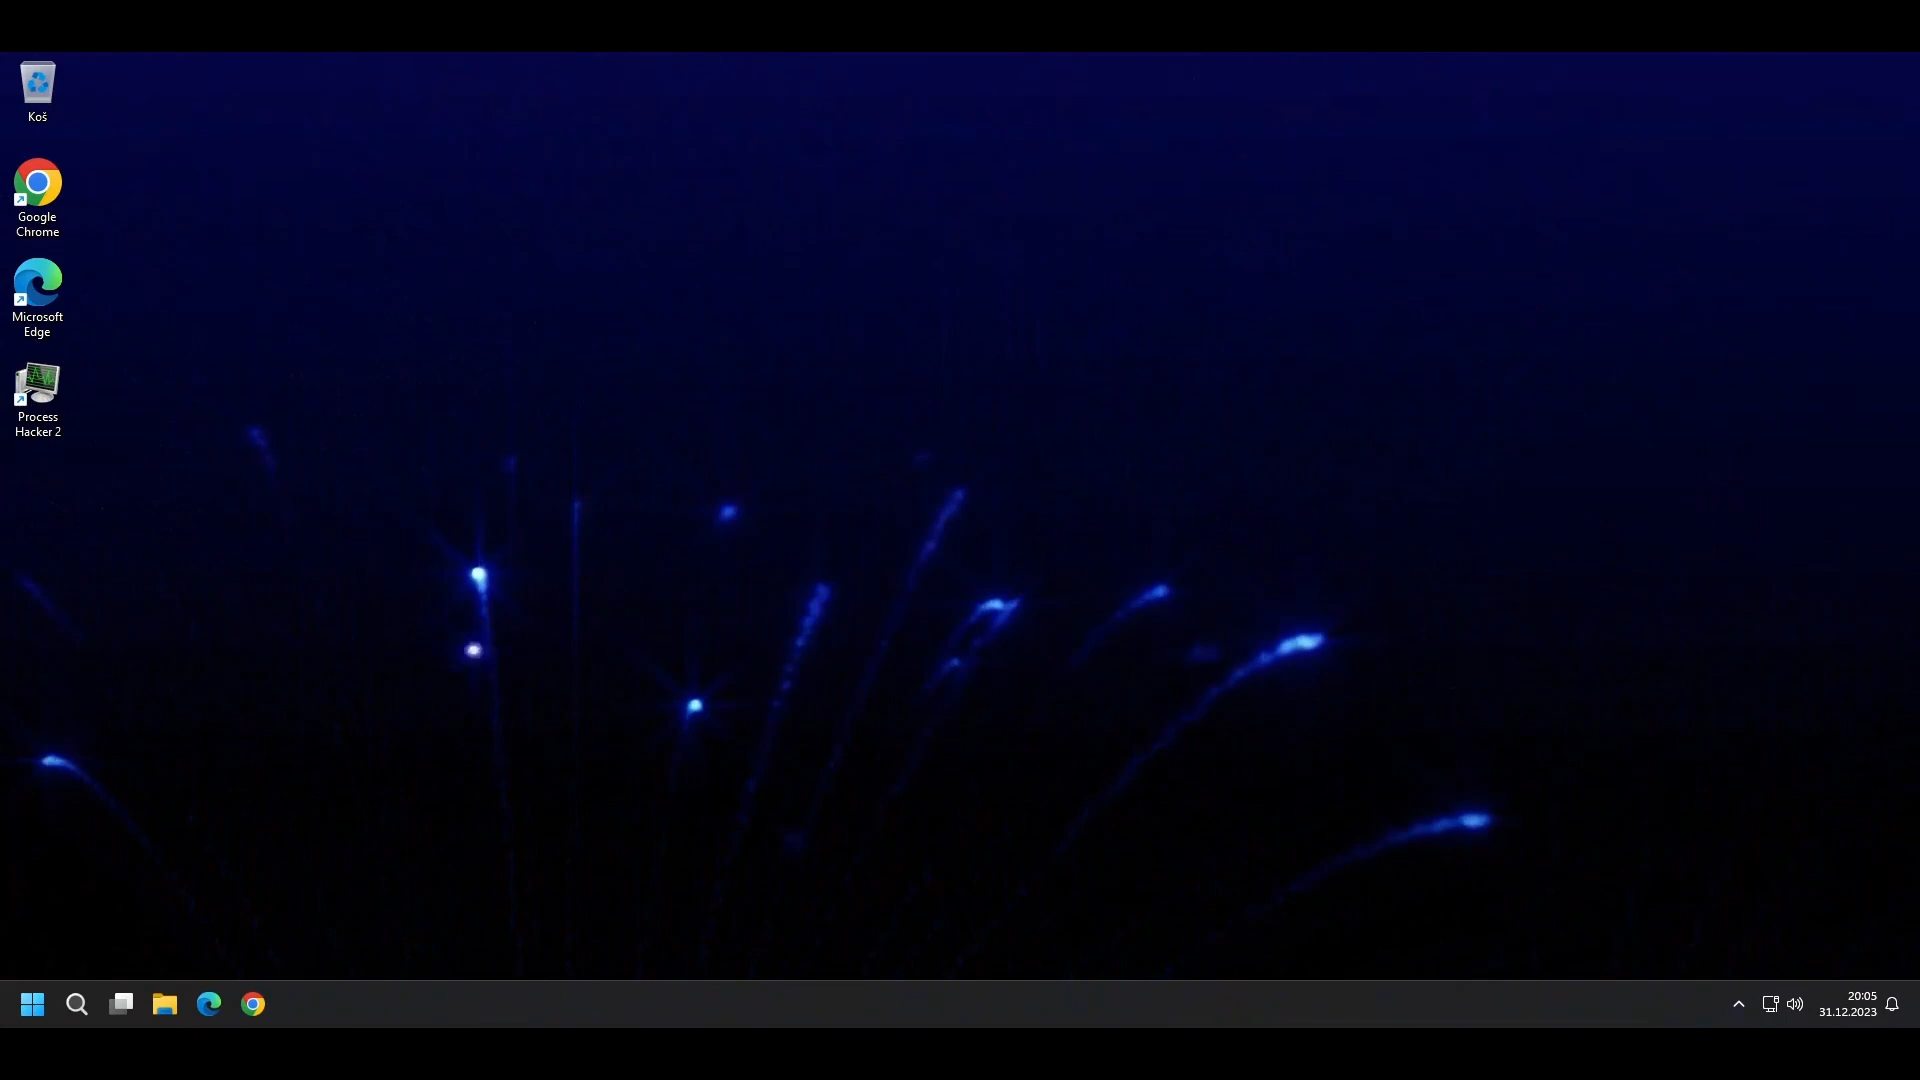 Koš
Google
Chrome
Microsoft
Edge
Process
Hacker 2
20:05
31.12.2023